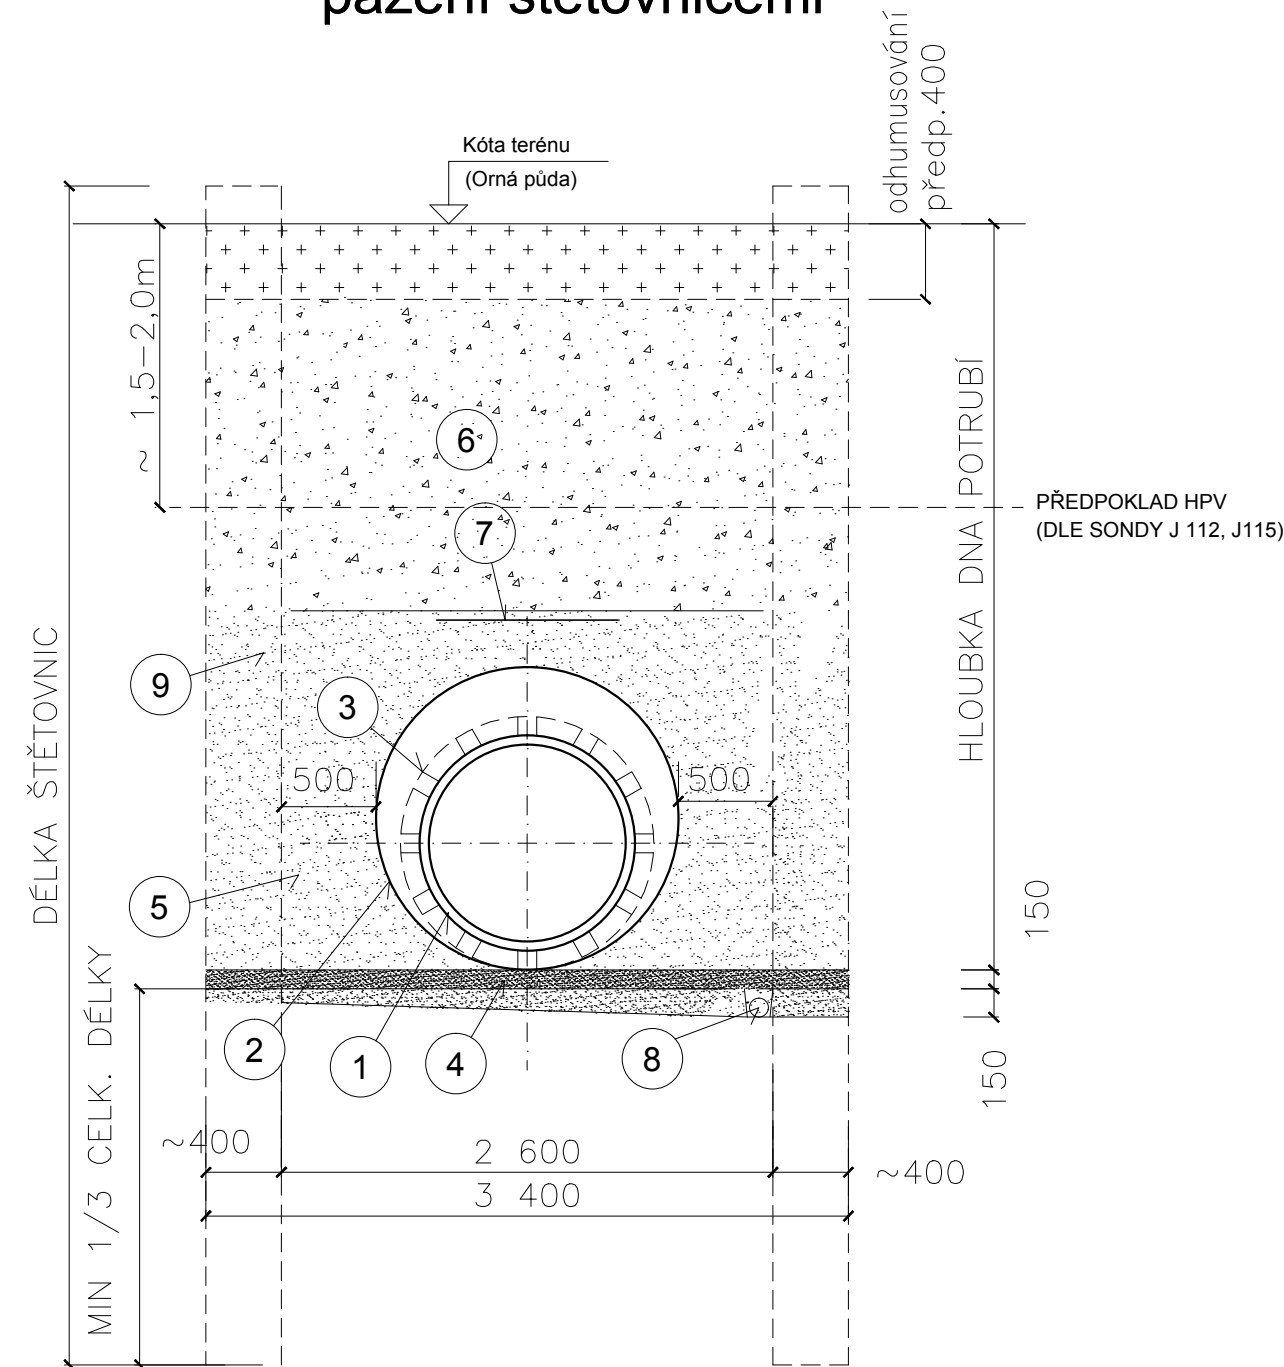 pažení štětovnicemi
odhumusování
předp.400
Kóta terénu
(Orná půda)
~ 1,5–2,0m
6
7
PŘEDPOKLAD HPV
(DLE SONDY J 112, J115)
HLOUBKA DNA POTRUBÍ
DÉLKA ŠTĚTOVNIC
9
3
500
500
5
150
MIN 1/3 CELK. DÉLKY
2
1
4
8
150
~400
2 600
~400
3 400